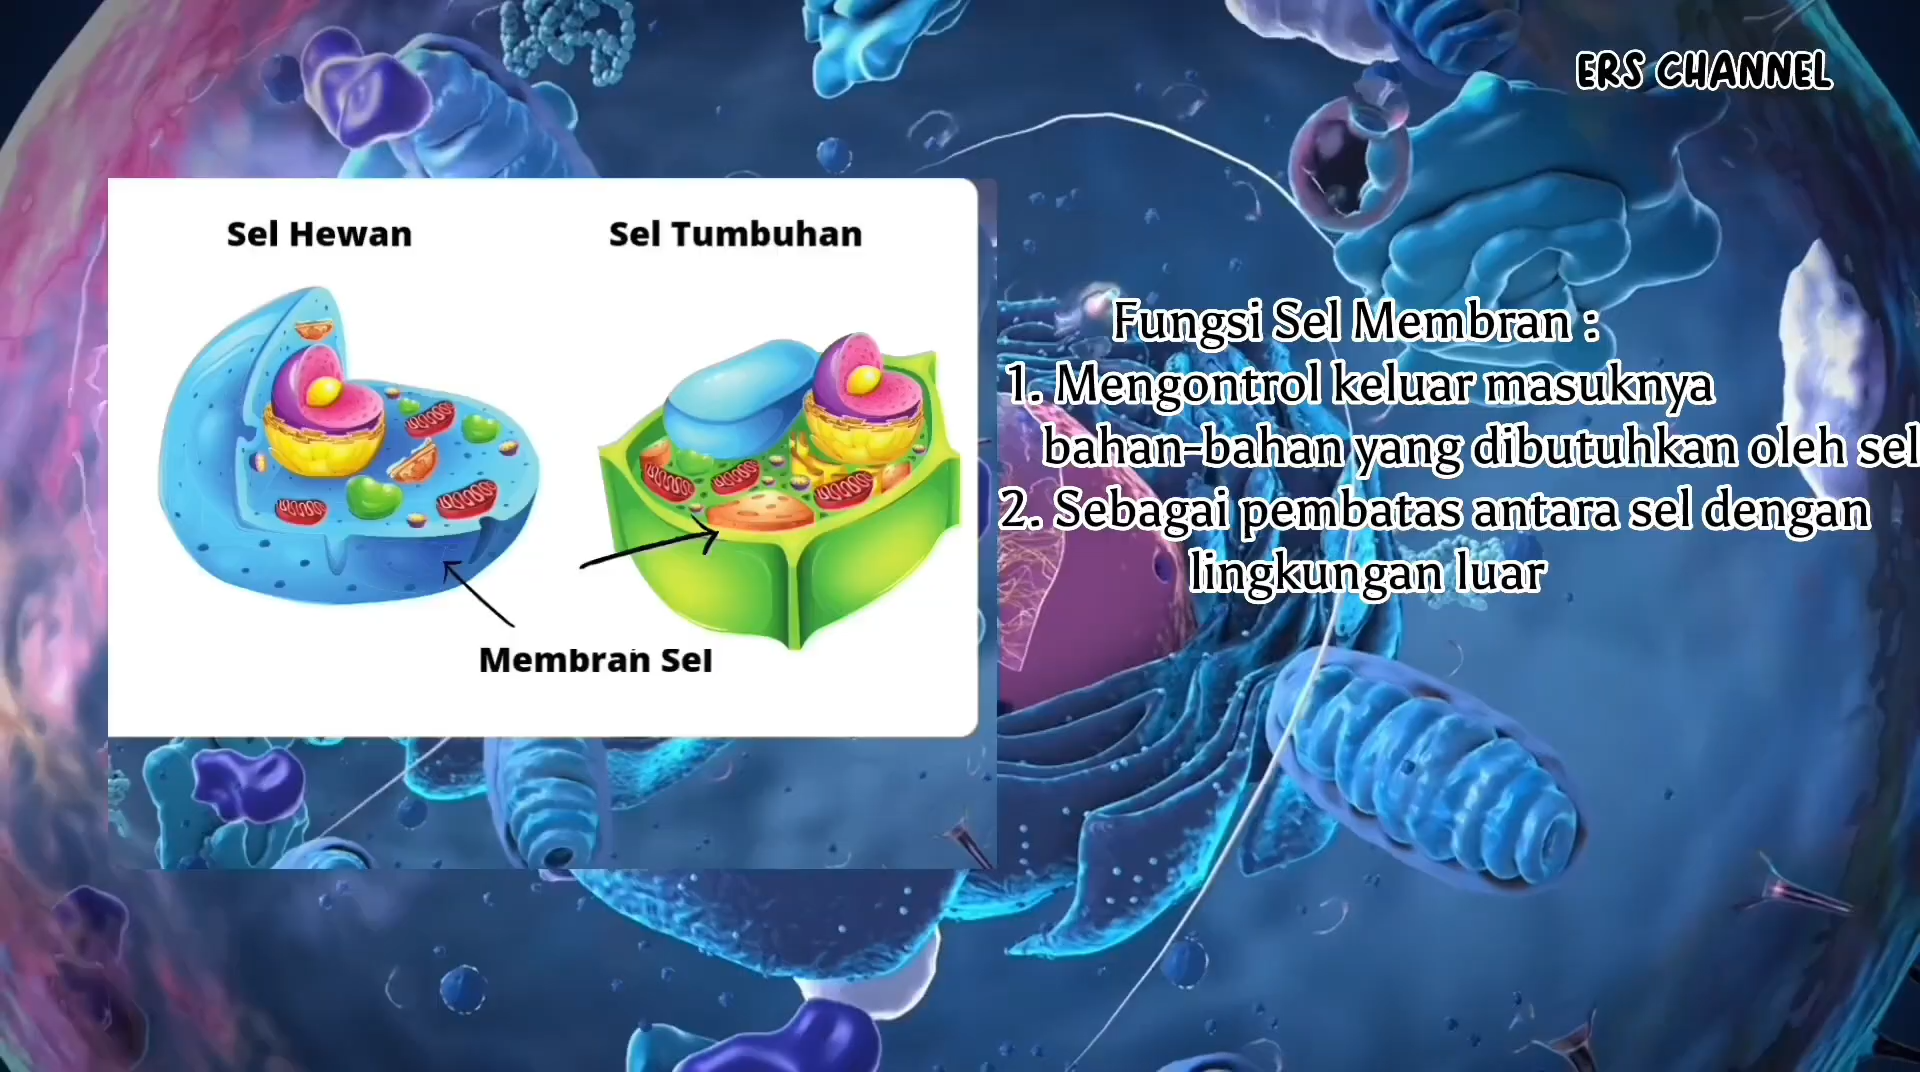 ERS CHANNEL
Sel Hewan
Sel Tumbuhan
Membran Sel
Fungsi Sel Membran :
1. Mengontrol keluar masuknya
bahan-bahan yang dibutuhkan oleh sel
2. Sebagai pembatas antara sel dengan
lingkungan luar